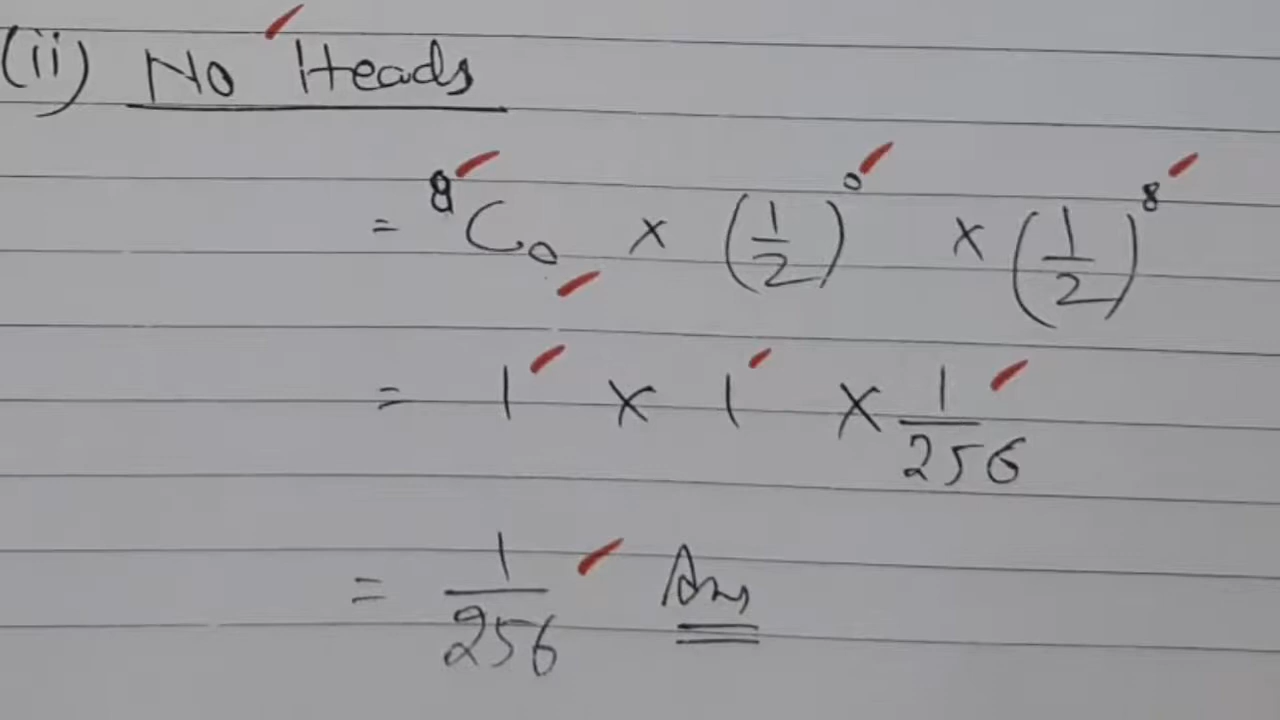 (ii) No Heads
= ⁸C₀ × (1/2)⁰ × (1/2)⁸
= 1 × 1 × 1/256
= 1/256 Ans